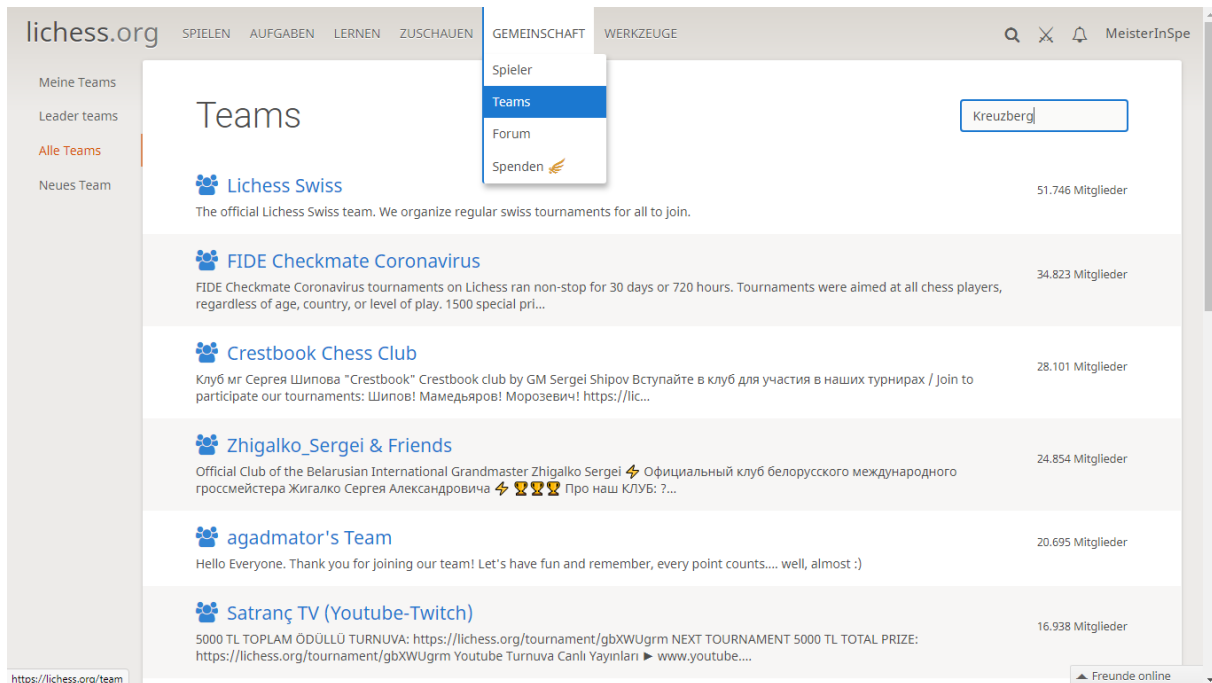 lichess.org SPIELEN AUFGABEN LERNEN ZUSCHAUEN GEMEINSCHAFT WERKZEUGE MeisterInSpe
Spieler
Teams
Forum
Spenden
Meine Teams
Leader teams
Alle Teams
Neues Team
Teams
Kreuzberg
Lichess Swiss
The official Lichess Swiss team. We organize regular swiss tournaments for all to join.
51.746 Mitglieder
FIDE Checkmate Coronavirus
FIDE Checkmate Coronavirus tournaments on Lichess ran non-stop for 30 days or 720 hours. Tournaments were aimed at all chess players,
regardless of age, country, or level of play. 1500 special pri...
34.823 Mitglieder
Crestbook Chess Club
Клуб мг Сергея Шипова "Crestbook" Crestbook club by GM Sergei Shipov Вступайте в клуб для участия в наших турнирах / Join to
participate our tournaments: Шипов! Мамедьяров! Морозевич! https://lic...
28.101 Mitglieder
Zhigalko_Sergei & Friends
Official Club of the Belarusian International Grandmaster Zhigalko Sergei ⚡ Официальный клуб белорусского международного
гроссмейстера Жигалко Сергея Александровича ⚡ 🏆🏆🏆 Про наш КЛУБ: ?...
24.854 Mitglieder
agadmator's Team
Hello Everyone. Thank you for joining our team! Let's have fun and remember, every point counts.... well, almost :)
20.695 Mitglieder
Satranç TV (Youtube-Twitch)
5000 TL TOPLAM ÖDÜLLÜ TURNUVA: https://lichess.org/tournament/gbXWUgrm NEXT TOURNAMENT 5000 TL TOTAL PRIZE:
https://lichess.org/tournament/gbXWUgrm Youtube Turnuva Canlı Yayınları ► www.youtube....
16.938 Mitglieder
https://lichess.org/team
Freunde online